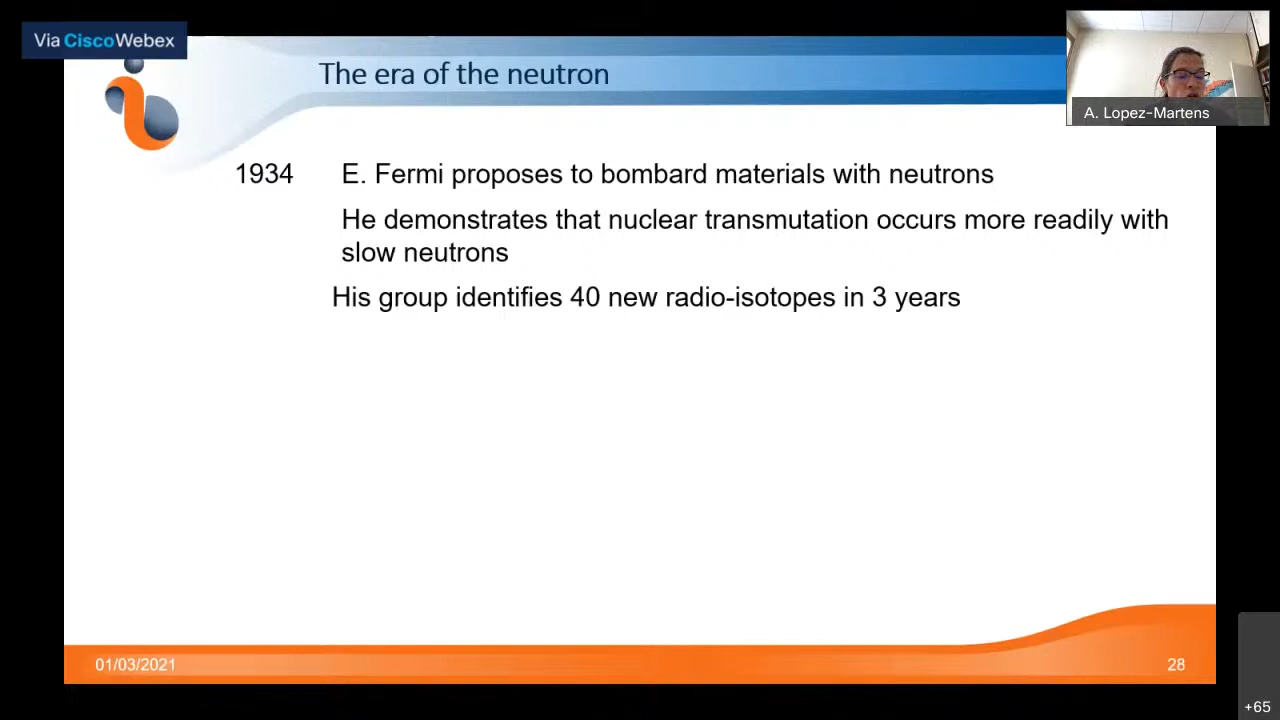 Via CiscoWebex
The era of the neutron
A. Lopez-Martens
1934 E. Fermi proposes to bombard materials with neutrons
He demonstrates that nuclear transmutation occurs more readily with
slow neutrons
His group identifies 40 new radio-isotopes in 3 years
01/03/2021
28
+65